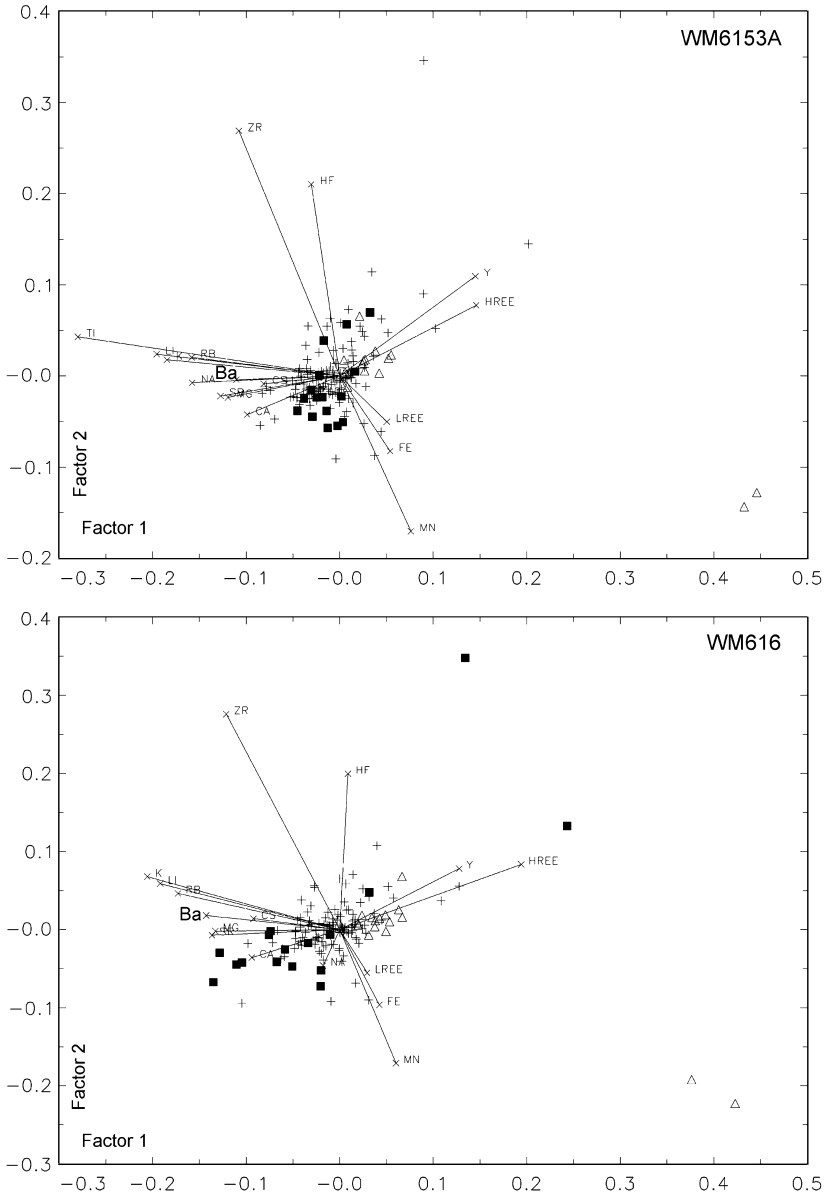 0.4
WM6153A
0.3
ZR
HF
0.2
Y
0.1
HREE
TI
LI
RB
Ba
CS
−0.0
NA
SR
MG
CA
LREE
FE
−0.1
Factor 2
MN
Factor 1
−0.2
−0.3 −0.2 −0.1 −0.0 0.1 0.2 0.3 0.4 0.5
0.4
WM616
0.3
ZR
HF
0.2
0.1
Y
HREE
K
LI
RB
Ba
CS
−0.0
MG
CA
NA
LREE
FE
−0.1
MN
Factor 2
−0.2
Factor 1
−0.3
−0.3 −0.2 −0.1 −0.0 0.1 0.2 0.3 0.4 0.5